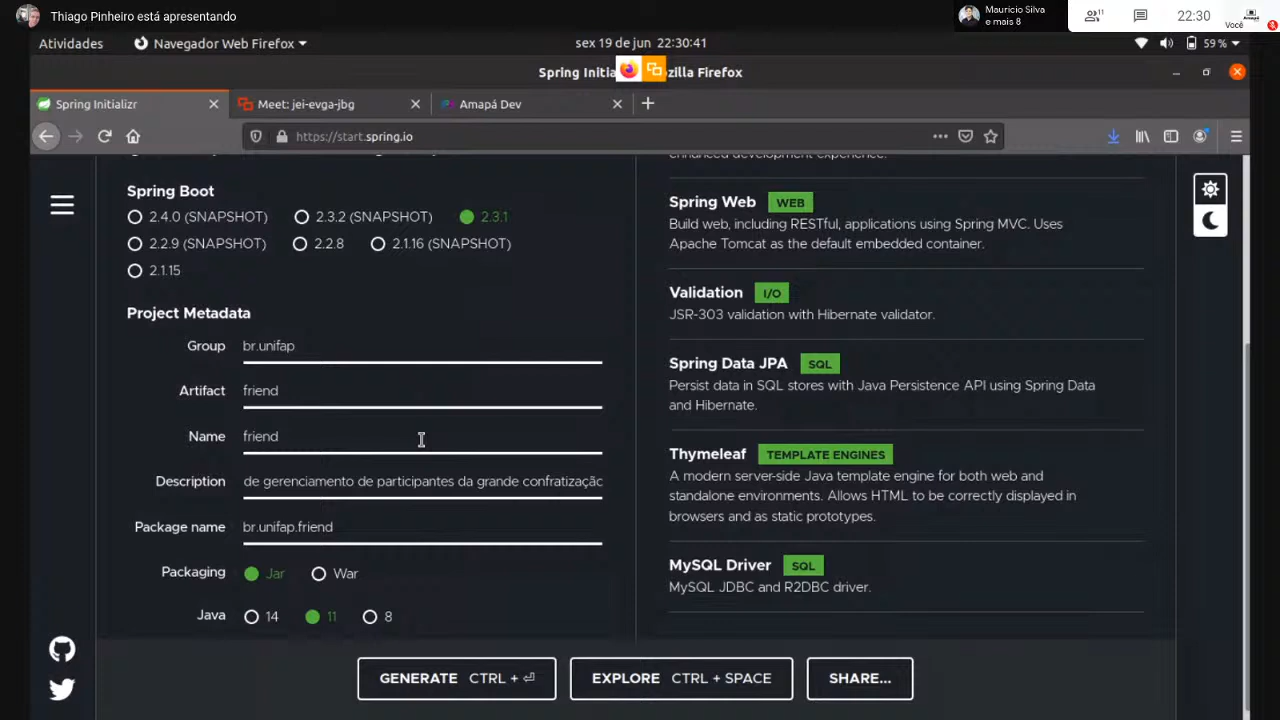 Thiago Pinheiro está apresentando
Mauricio Silva
e mais 8
11
22:30
Você
Atividades
Navegador Web Firefox
sex 19 de jun 22:30:41
59 %
Spring Initia
zilla Firefox
Spring Initializr
Meet: jei-evga-jbg
Amapá Dev
https://start.spring.io
enhanced development experience.
Spring Boot
2.4.0 (SNAPSHOT)
2.3.2 (SNAPSHOT)
2.3.1
2.2.9 (SNAPSHOT)
2.2.8
2.1.16 (SNAPSHOT)
2.1.15
Project Metadata
Group
br.unifap
Artifact
friend
Name
friend
Description
de gerenciamento de participantes da grande confratização
Package name
br.unifap.friend
Packaging
Jar
War
Java
14
11
8
Spring Web
WEB
Build web, including RESTful, applications using Spring MVC. Uses
Apache Tomcat as the default embedded container.
Validation
I/O
JSR-303 validation with Hibernate validator.
Spring Data JPA
SQL
Persist data in SQL stores with Java Persistence API using Spring Data
and Hibernate.
Thymeleaf
TEMPLATE ENGINES
A modern server-side Java template engine for both web and
standalone environments. Allows HTML to be correctly displayed in
browsers and as static prototypes.
MySQL Driver
SQL
MySQL JDBC and R2DBC driver.
GENERATE CTRL + ⏎
EXPLORE CTRL + SPACE
SHARE...